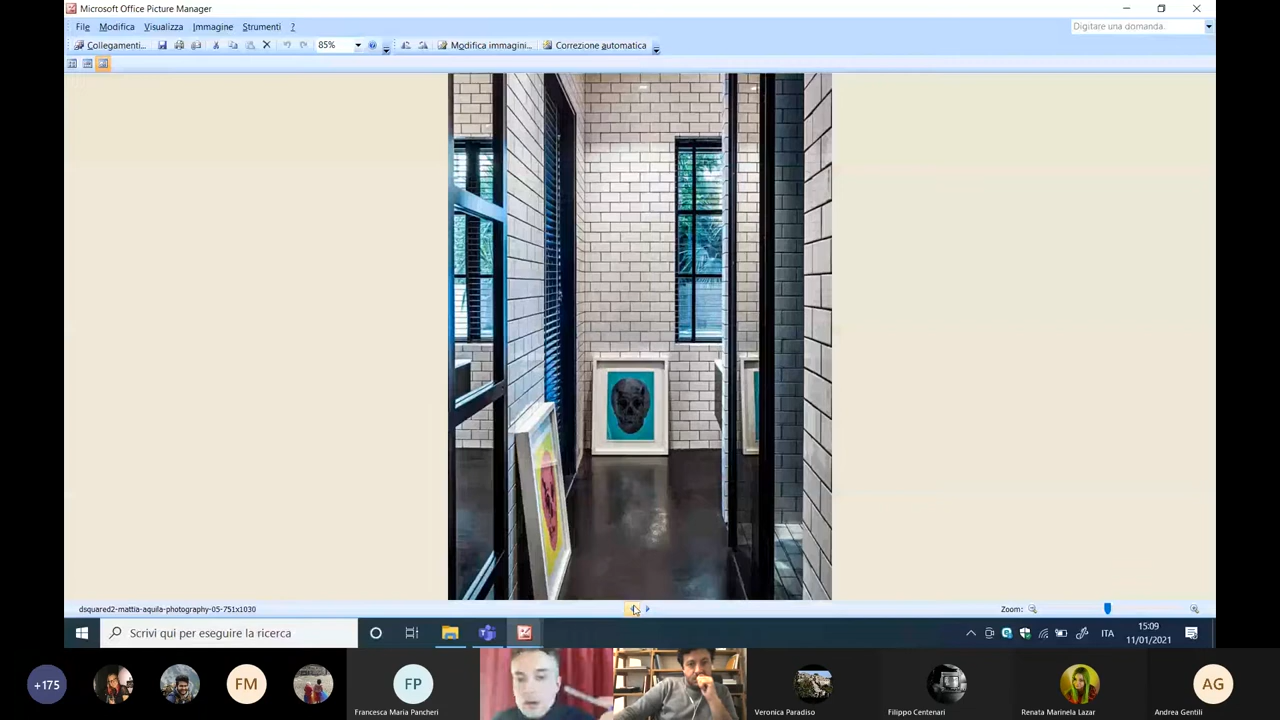 Microsoft Office Picture Manager
File Modifica Visualizza Immagine Strumenti ?
Digitare una domanda.
Collegamenti... 85% Modifica immagini... Correzione automatica
dsquared2-mattia-aquila-photography-05-751x1030
Zoom:
Scrivi qui per eseguire la ricerca
ITA
15:09
11/01/2021
+175
FM
FP
AG
Francesca Maria Pancheri
Veronica Paradiso
Filippo Centenari
Renata Marinela Lazar
Andrea Gentili